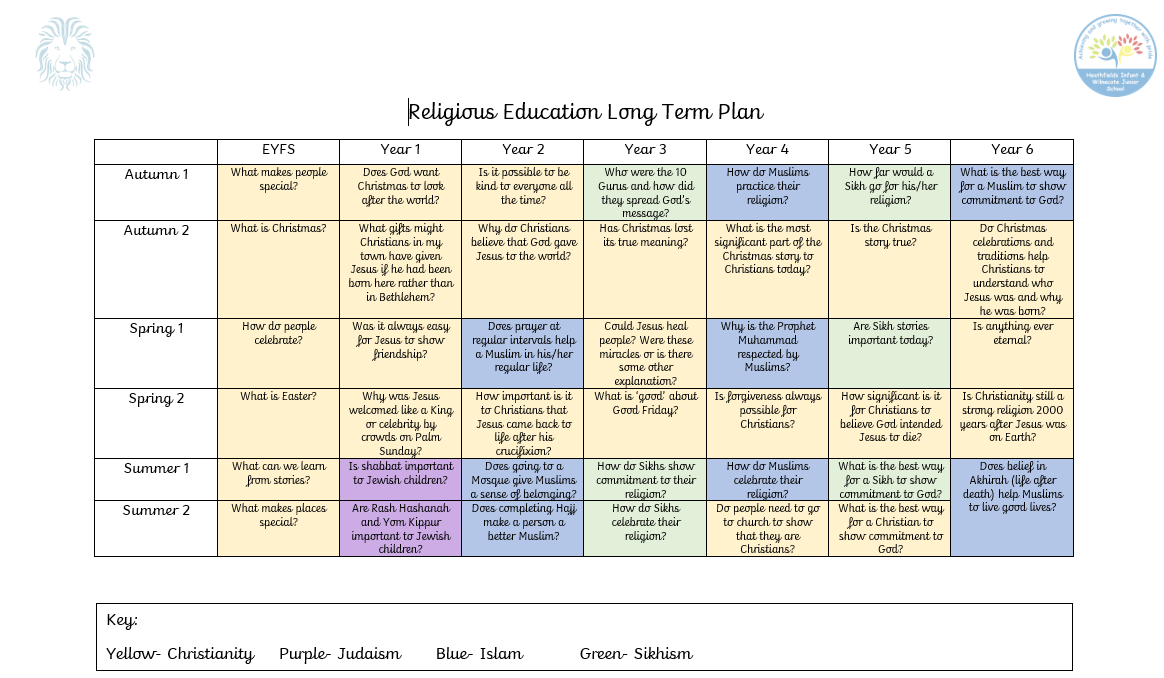 Achieving and growing together with pride
Heathfields Infant &
Wilnecote Junior
School
Religious Education Long Term Plan
EYFS Year 1 Year 2 Year 3 Year 4 Year 5 Year 6
Autumn 1
What makes people
special?
Does God want
Christmas to look
after the world?
Is it possible to be
kind to everyone all
the time?
Who were the 10
Gurus and how did
they spread God's
message?
How do Muslims
practice their
religion?
How far would a
Sikh go for his/her
religion?
What is the best way
for a Muslim to show
commitment to God?
Autumn 2
What is Christmas?
What gifts might
Christians in my
town have given
Jesus if he had been
born here rather than
in Bethlehem?
Why do Christians
believe that God gave
Jesus to the world?
Has Christmas lost
its true meaning?
What is the most
significant part of the
Christmas story to
Christians today?
Is the Christmas
story true?
Do Christmas
celebrations and
traditions help
Christians to
understand who
Jesus was and why
he was born?
Spring 1
How do people
celebrate?
Was it always easy
for Jesus to show
friendship?
Does prayer at
regular intervals help
a Muslim in his/her
regular life?
Could Jesus heal
people? Were these
miracles or is there
some other
explanation?
Why is the Prophet
Muhammad
respected by
Muslims?
Are Sikh stories
important today?
Is anything ever
eternal?
Spring 2
What is Easter?
Why was Jesus
welcomed like a King
or celebrity by
crowds on Palm
Sunday?
How important is it
to Christians that
Jesus came back to
life after his
crucifixion?
What is 'good' about
Good Friday?
Is forgiveness always
possible for
Christians?
How significant is it
for Christians to
believe God intended
Jesus to die?
Is Christianity still a
strong religion 2000
years after Jesus was
on Earth?
Summer 1
What can we learn
from stories?
Is shabbat important
to Jewish children?
Does going to a
Mosque give Muslims
a sense of belonging?
How do Sikhs show
commitment to their
religion?
How do Muslims
celebrate their
religion?
What is the best way
for a Sikh to show
commitment to God?
Does belief in
Akhirah (life after
death) help Muslims
to live good lives?
Summer 2
What makes places
special?
Are Rash Hashanah
and Yom Kippur
important to Jewish
children?
Does completing Hajj
make a person a
better Muslim?
How do Sikhs
celebrate their
religion?
Do people need to go
to church to show
that they are
Christians?
What is the best way
for a Christian to
show commitment to
God?
Key:
Yellow- Christianity Purple- Judaism Blue- Islam Green- Sikhism